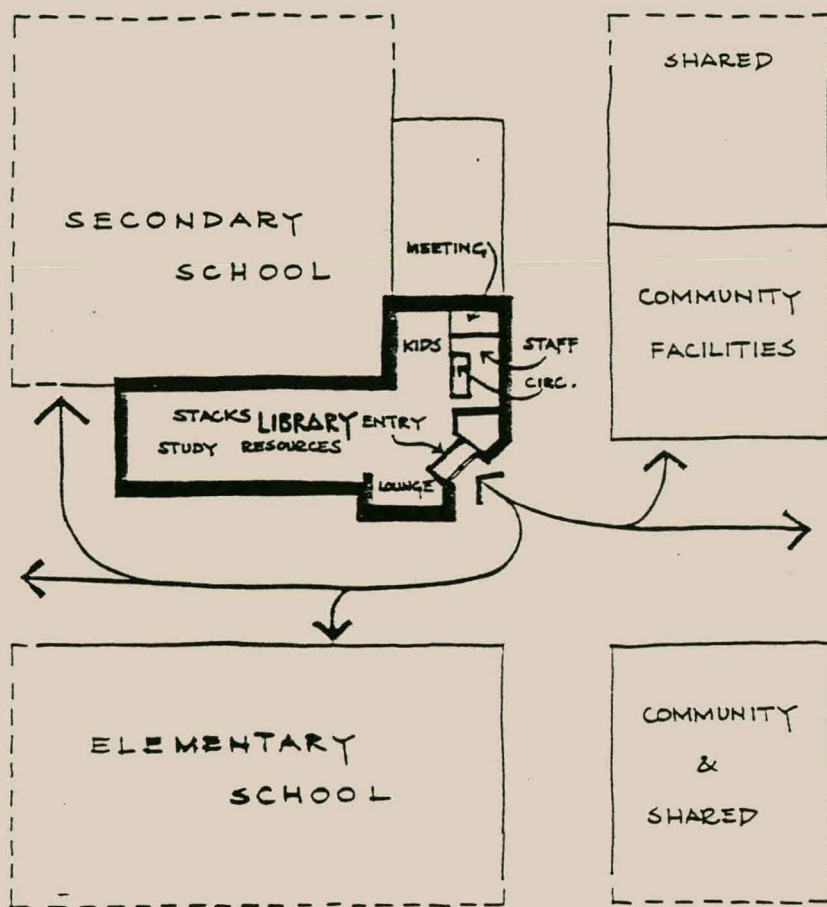 SHARED
SECONDARY
SCHOOL
MEETING
COMMUNITY
FACILITIES
KIDS
STAFF
CIRC.
STACKS LIBRARY ENTRY
STUDY RESOURCES
LOUNGE
ELEMENTARY
SCHOOL
COMMUNITY
&
SHARED